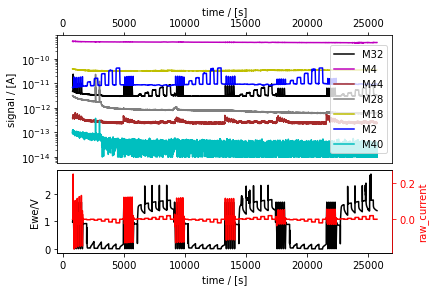 time / [s]
0 5000 10000 15000 20000 25000
signal / [A]
10⁻¹⁰
10⁻¹¹
10⁻¹²
10⁻¹³
10⁻¹⁴
M32
M4
M44
M28
M18
M2
M40
Ewe/V
2
1
0
0.2
0.0
raw_current
0 5000 10000 15000 20000 25000
time / [s]